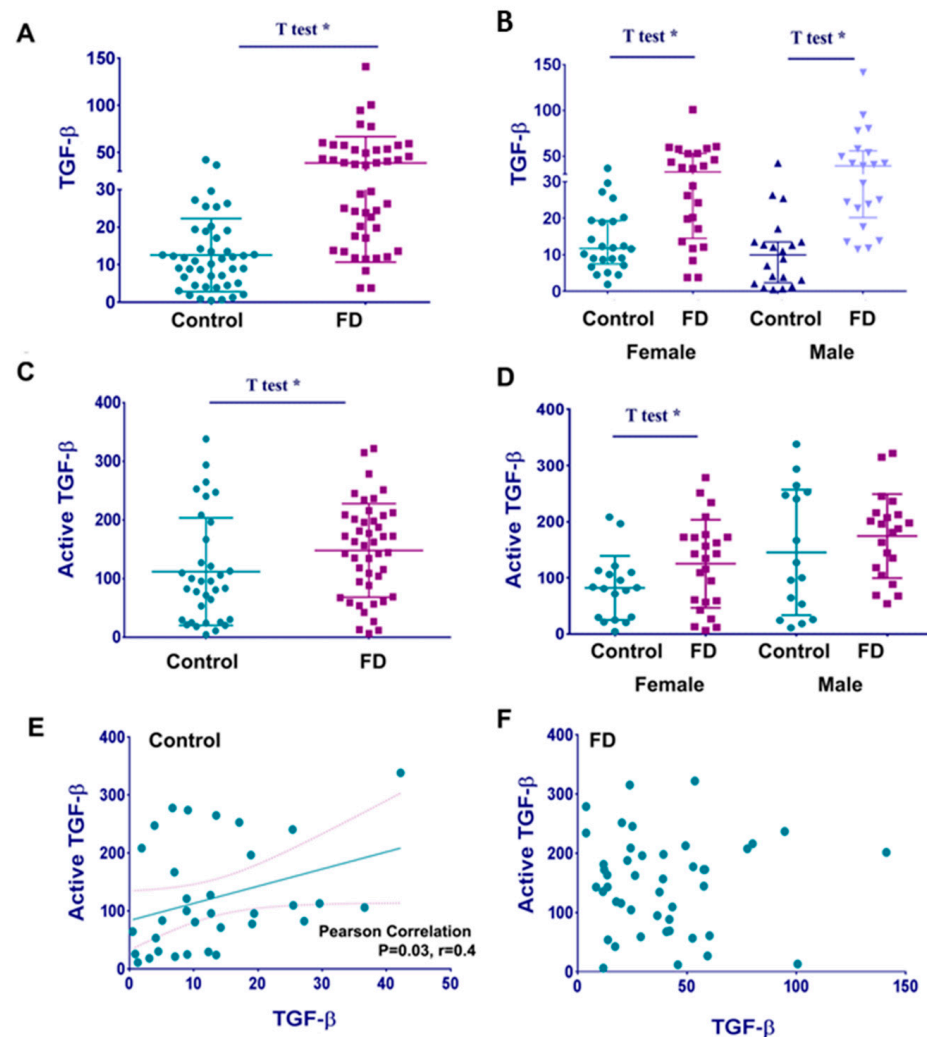 A
T test *
TGF-β
150
100
50
30
20
10
0
Control
FD
B
T test *
T test *
TGF-β
150
100
50
30
20
10
0
Control
FD
Control
FD
Female
Male
C
T test *
Active TGF-β
400
300
200
100
0
Control
FD
D
T test *
Active TGF-β
400
300
200
100
0
Control
FD
Control
FD
Female
Male
E
Control
Active TGF-β
400
300
200
100
0
Pearson Correlation
P=0.03, r=0.4
0
10
20
30
40
50
TGF-β
F
FD
Active TGF-β
400
300
200
100
0
0
50
100
150
TGF-β